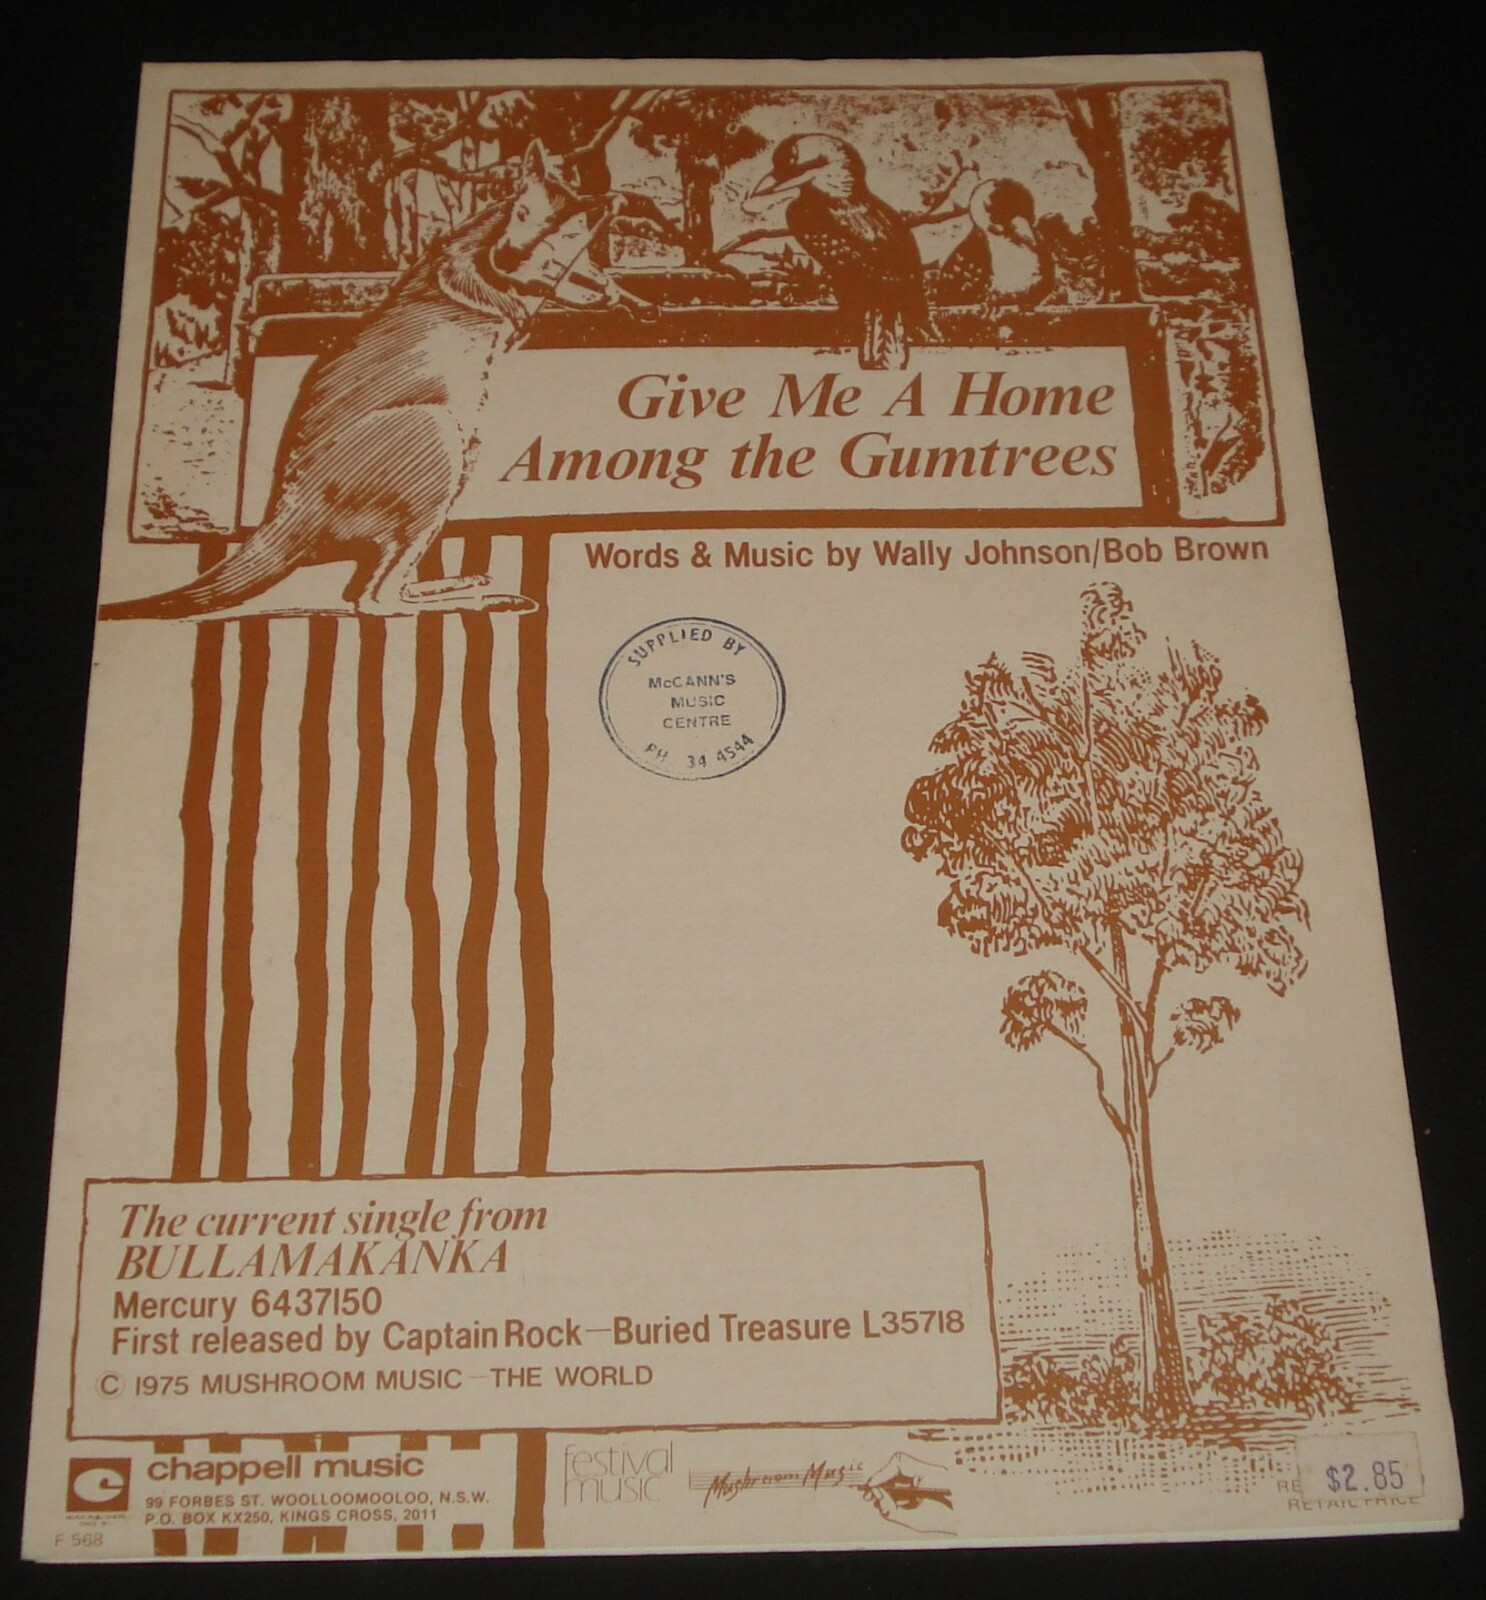 Give Me A Home
Among the Gumtrees
Words & Music by Wally Johnson/Bob Brown
SUPPLIED BY
McCANN'S
MUSIC
CENTRE
PH 34 4544
The current single from
BULLAMAKANKA
Mercury 6437150
First released by Captain Rock—Buried Treasure L35718
© 1975 MUSHROOM MUSIC—THE WORLD
chappell music
99 FORBES ST. WOOLLOOMOOLOO, N.S.W.
P.O. BOX KX250, KINGS CROSS, 2011
F 568
festival
music
Mushroom Music
$2.85
RETAIL PRICE